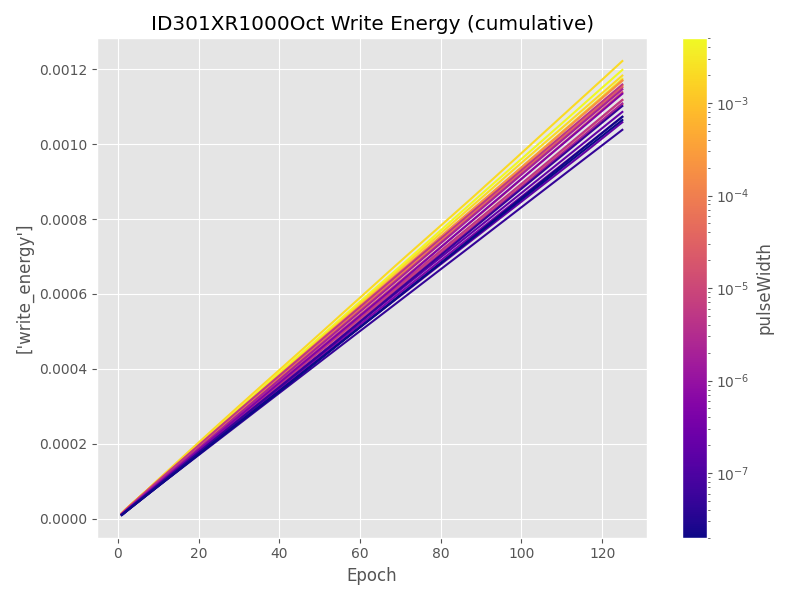 ID301XR1000Oct Write Energy (cumulative)
0.0012
0.0010
0.0008
0.0006
0.0004
0.0002
0.0000
['write_energy']
0 20 40 60 80 100 120
Epoch
10⁻³
10⁻⁴
10⁻⁵
10⁻⁶
10⁻⁷
pulseWidth